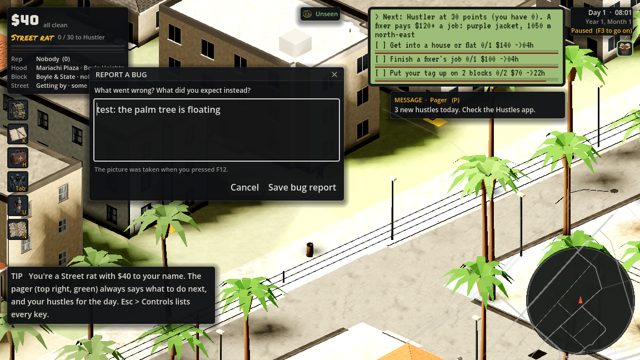 $40 all clean
STREET RAT 0 / 30 to Hustler
Rep Nobody (0)
Hood Mariachi Plaza · Boyle Heights
Block Boyle & State · no
Street Getting by · some
Unseen
> Next: Hustler at 30 points (you have 0). A
fixer pays $120+ a job: purple jacket, 1050
north-east
[ ] Get into a house or flat 0/1 $140 ->04h
[ ] Finish a fixer's job 0/1 $100 ->04h
[ ] Put your tag up on 2 blocks 0/2 $70 ->22h
Day 1 · 08:01
Year 1, Month 1
Paused (F3 to go on)
MESSAGE · Pager (P)
3 new hustles today. Check the Hustles app.
REPORT A BUG
What went wrong? What did you expect instead?
test: the palm tree is floating
The picture was taken when you pressed F12.
Cancel Save bug report
H
Tab
U
TIP You're a Street rat with $40 to your name. The
pager (top right, green) always says what to do next,
and your hustles for the day. Esc > Controls lists
every key.